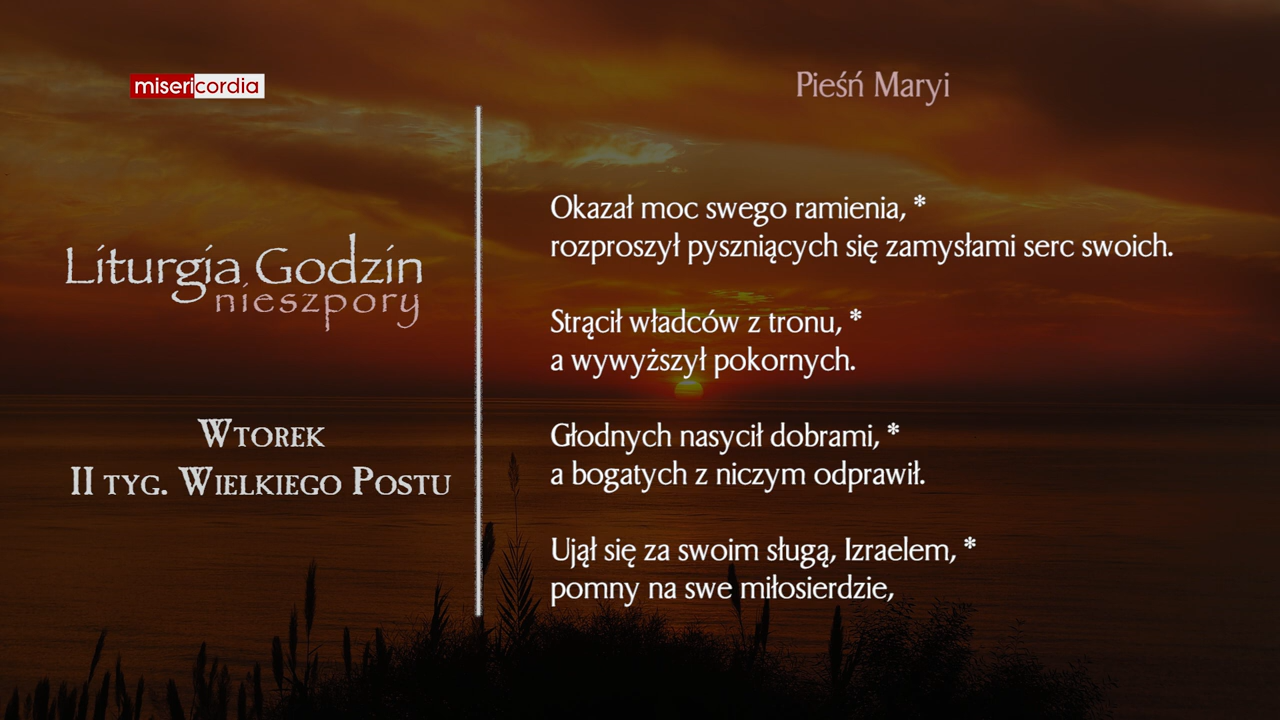 misericordia
Liturgia Godzin
nieszpory
Wtorek
II tyg. Wielkiego Postu
Pieśń Maryi
Okazał moc swego ramienia, *
rozproszył pyszniących się zamysłami serc swoich.
Strącił władców z tronu, *
a wywyższył pokornych.
Głodnych nasycił dobrami, *
a bogatych z niczym odprawił.
Ujął się za swoim sługą, Izraelem, *
pomny na swe miłosierdzie,